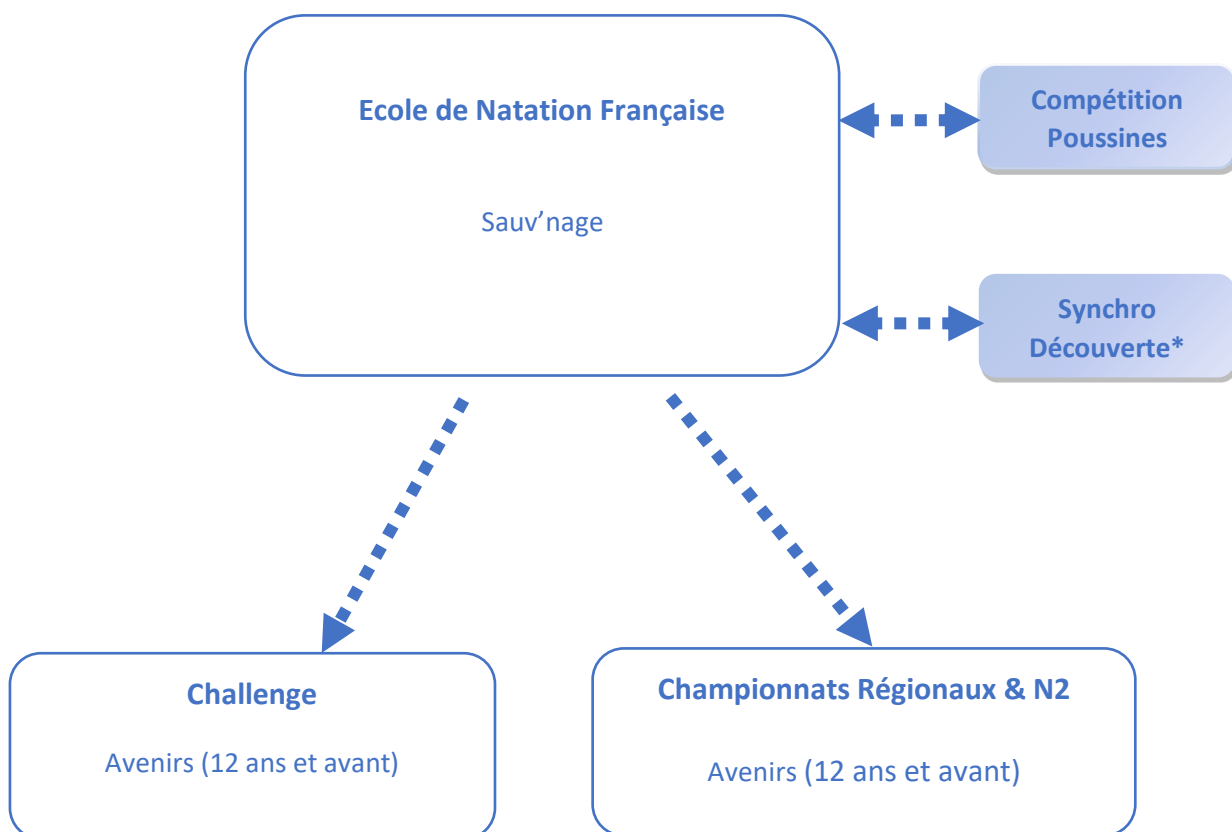 Ecole de Natation Française
Sauv’nage
Compétition
Poussines
Synchro
Découverte*
Challenge
Avenirs (12 ans et avant)
Championnats Régionaux & N2
Avenirs (12 ans et avant)